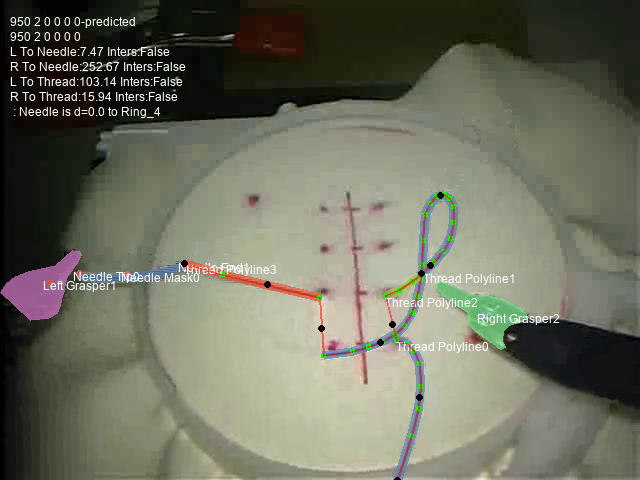 950 2 0 0 0 0-predicted
950 2 0 0 0 0
L To Needle:7.47 Inters:False
R To Needle:252.67 Inters:False
L To Thread:103.14 Inters:False
R To Thread:15.94 Inters:False
: Needle is d=0.0 to Ring_4
Thread Polyline3
Needle Mask0
Left Grasper1
Thread Polyline1
Thread Polyline2
Right Grasper2
Thread Polyline0